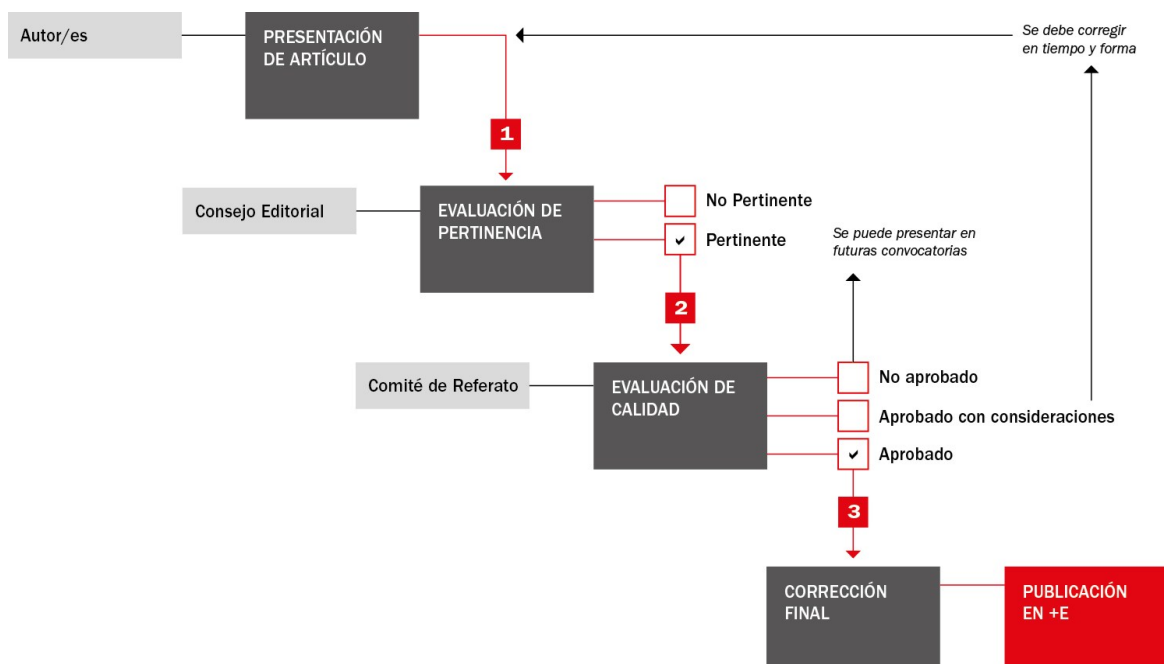 Autor/es
PRESENTACIÓN
DE ARTÍCULO
Se debe corregir
en tiempo y forma
1
Consejo Editorial
EVALUACIÓN DE
PERTINENCIA
No Pertinente
Pertinente
Se puede presentar en
futuras convocatorias
2
Comité de Referato
EVALUACIÓN DE
CALIDAD
No aprobado
Aprobado con consideraciones
Aprobado
3
CORRECCIÓN
FINAL
PUBLICACIÓN
EN +E